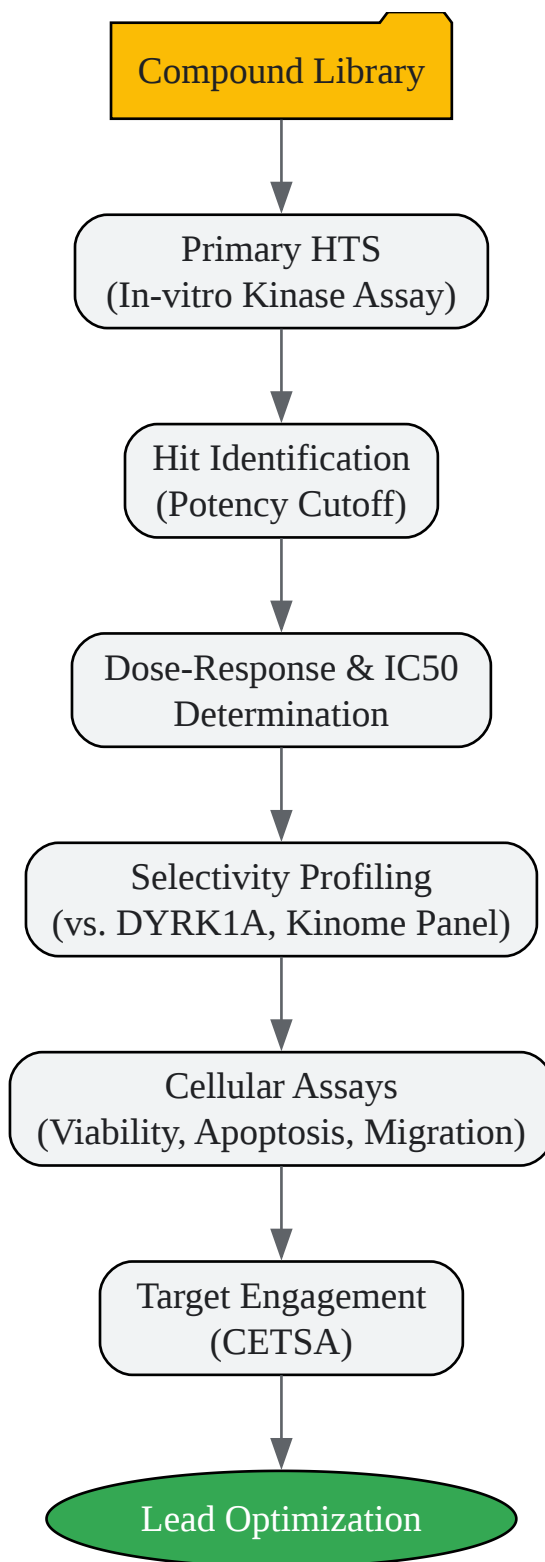 Compound Library
Primary HTS
(In-vitro Kinase Assay)
Hit Identification
(Potency Cutoff)
Dose-Response & IC50
Determination
Selectivity Profiling
(vs. DYRK1A, Kinome Panel)
Cellular Assays
(Viability, Apoptosis, Migration)
Target Engagement
(CETSA)
Lead Optimization